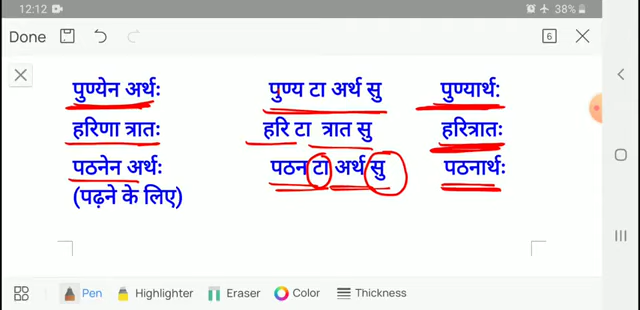 12:12 38%
Done 6
पुण्येन अर्थः पुण्य टा अर्थ सु पुण्यार्थ:
हरिणा त्रातः हरि टा त्रात सु हरित्रातः
पठनेन अर्थः पठन टा अर्थ सु पठनार्थः
(पढ़ने के लिए)
Pen Highlighter Eraser Color Thickness